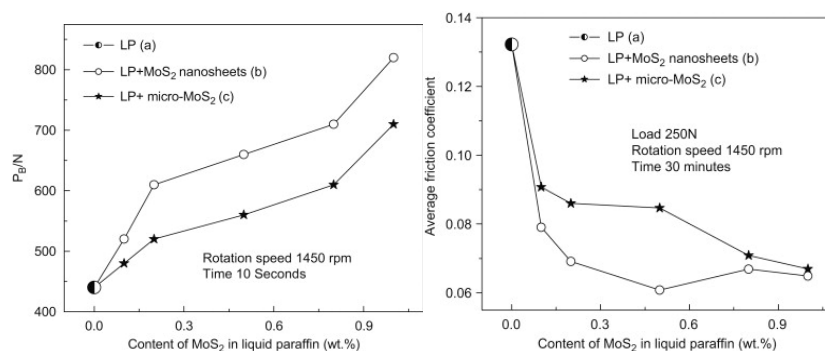 LP (a)
LP+MoS₂ nanosheets (b)
LP+ micro-MoS₂ (c)
P_B/N
800
700
600
500
400
Rotation speed 1450 rpm
Time 10 Seconds
0.0 0.3 0.6 0.9
Content of MoS₂ in liquid paraffin (wt.%)
0.14
0.13
LP (a)
LP+MoS₂ nanosheets (b)
LP+ micro-MoS₂ (c)
Average friction coefficient
0.12
0.10
0.08
0.06
Load 250N
Rotation speed 1450 rpm
Time 30 minutes
0.0 0.3 0.6 0.9
Content of MoS₂ in liquid paraffin (wt.%)